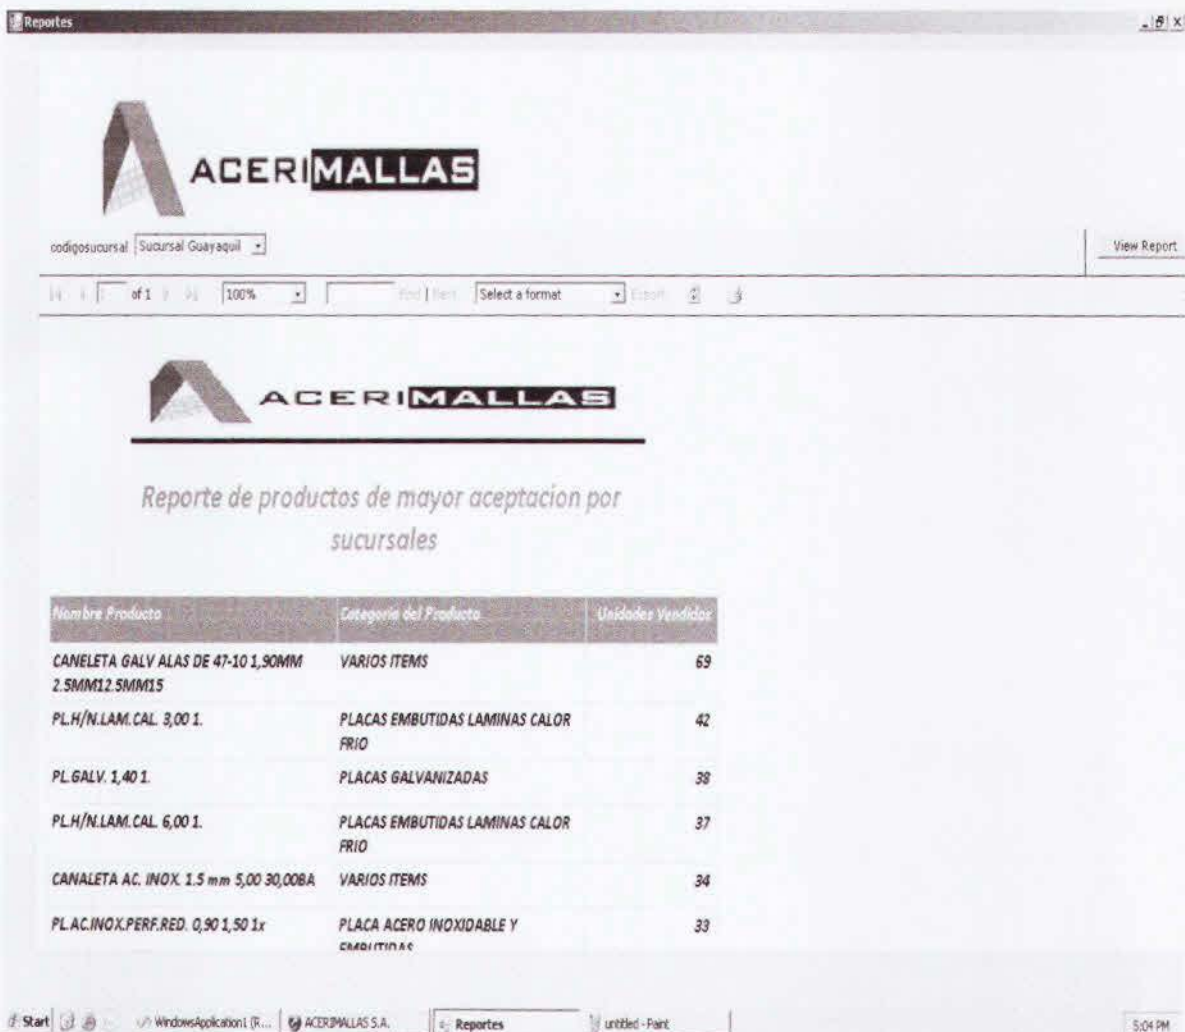 Reportes
ACERIMALLAS
codigosucursal Sucursal Guayaquil
View Report
of 1 100% Find | Next Select a format Export
ACERIMALLAS
Reporte de productos de mayor aceptacion por
sucursales
Nombre Producto Categoria del Producto Unidades Vendidas
CANELETA GALV ALAS DE 47-10 1,90MM VARIOS ITEMS 69
2.5MM12.5MM15
PL.H/N.LAM.CAL. 3,00 1. PLACAS EMBUTIDAS LAMINAS CALOR 42
FRIO
PL.GALV. 1,40 1. PLACAS GALVANIZADAS 38
PL.H/N.LAM.CAL. 6,00 1. PLACAS EMBUTIDAS LAMINAS CALOR 37
FRIO
CANALETA AC. INOX. 1.5 mm 5,00 30,00BA VARIOS ITEMS 34
PL.AC.INOX.PERF.RED. 0,90 1,50 1x PLACA ACERO INOXIDABLE Y 33
EMBUTIDAS
Start WindowsApplication1 (R... ACERIMALLAS S.A. Reportes untitled - Paint 5:04 PM